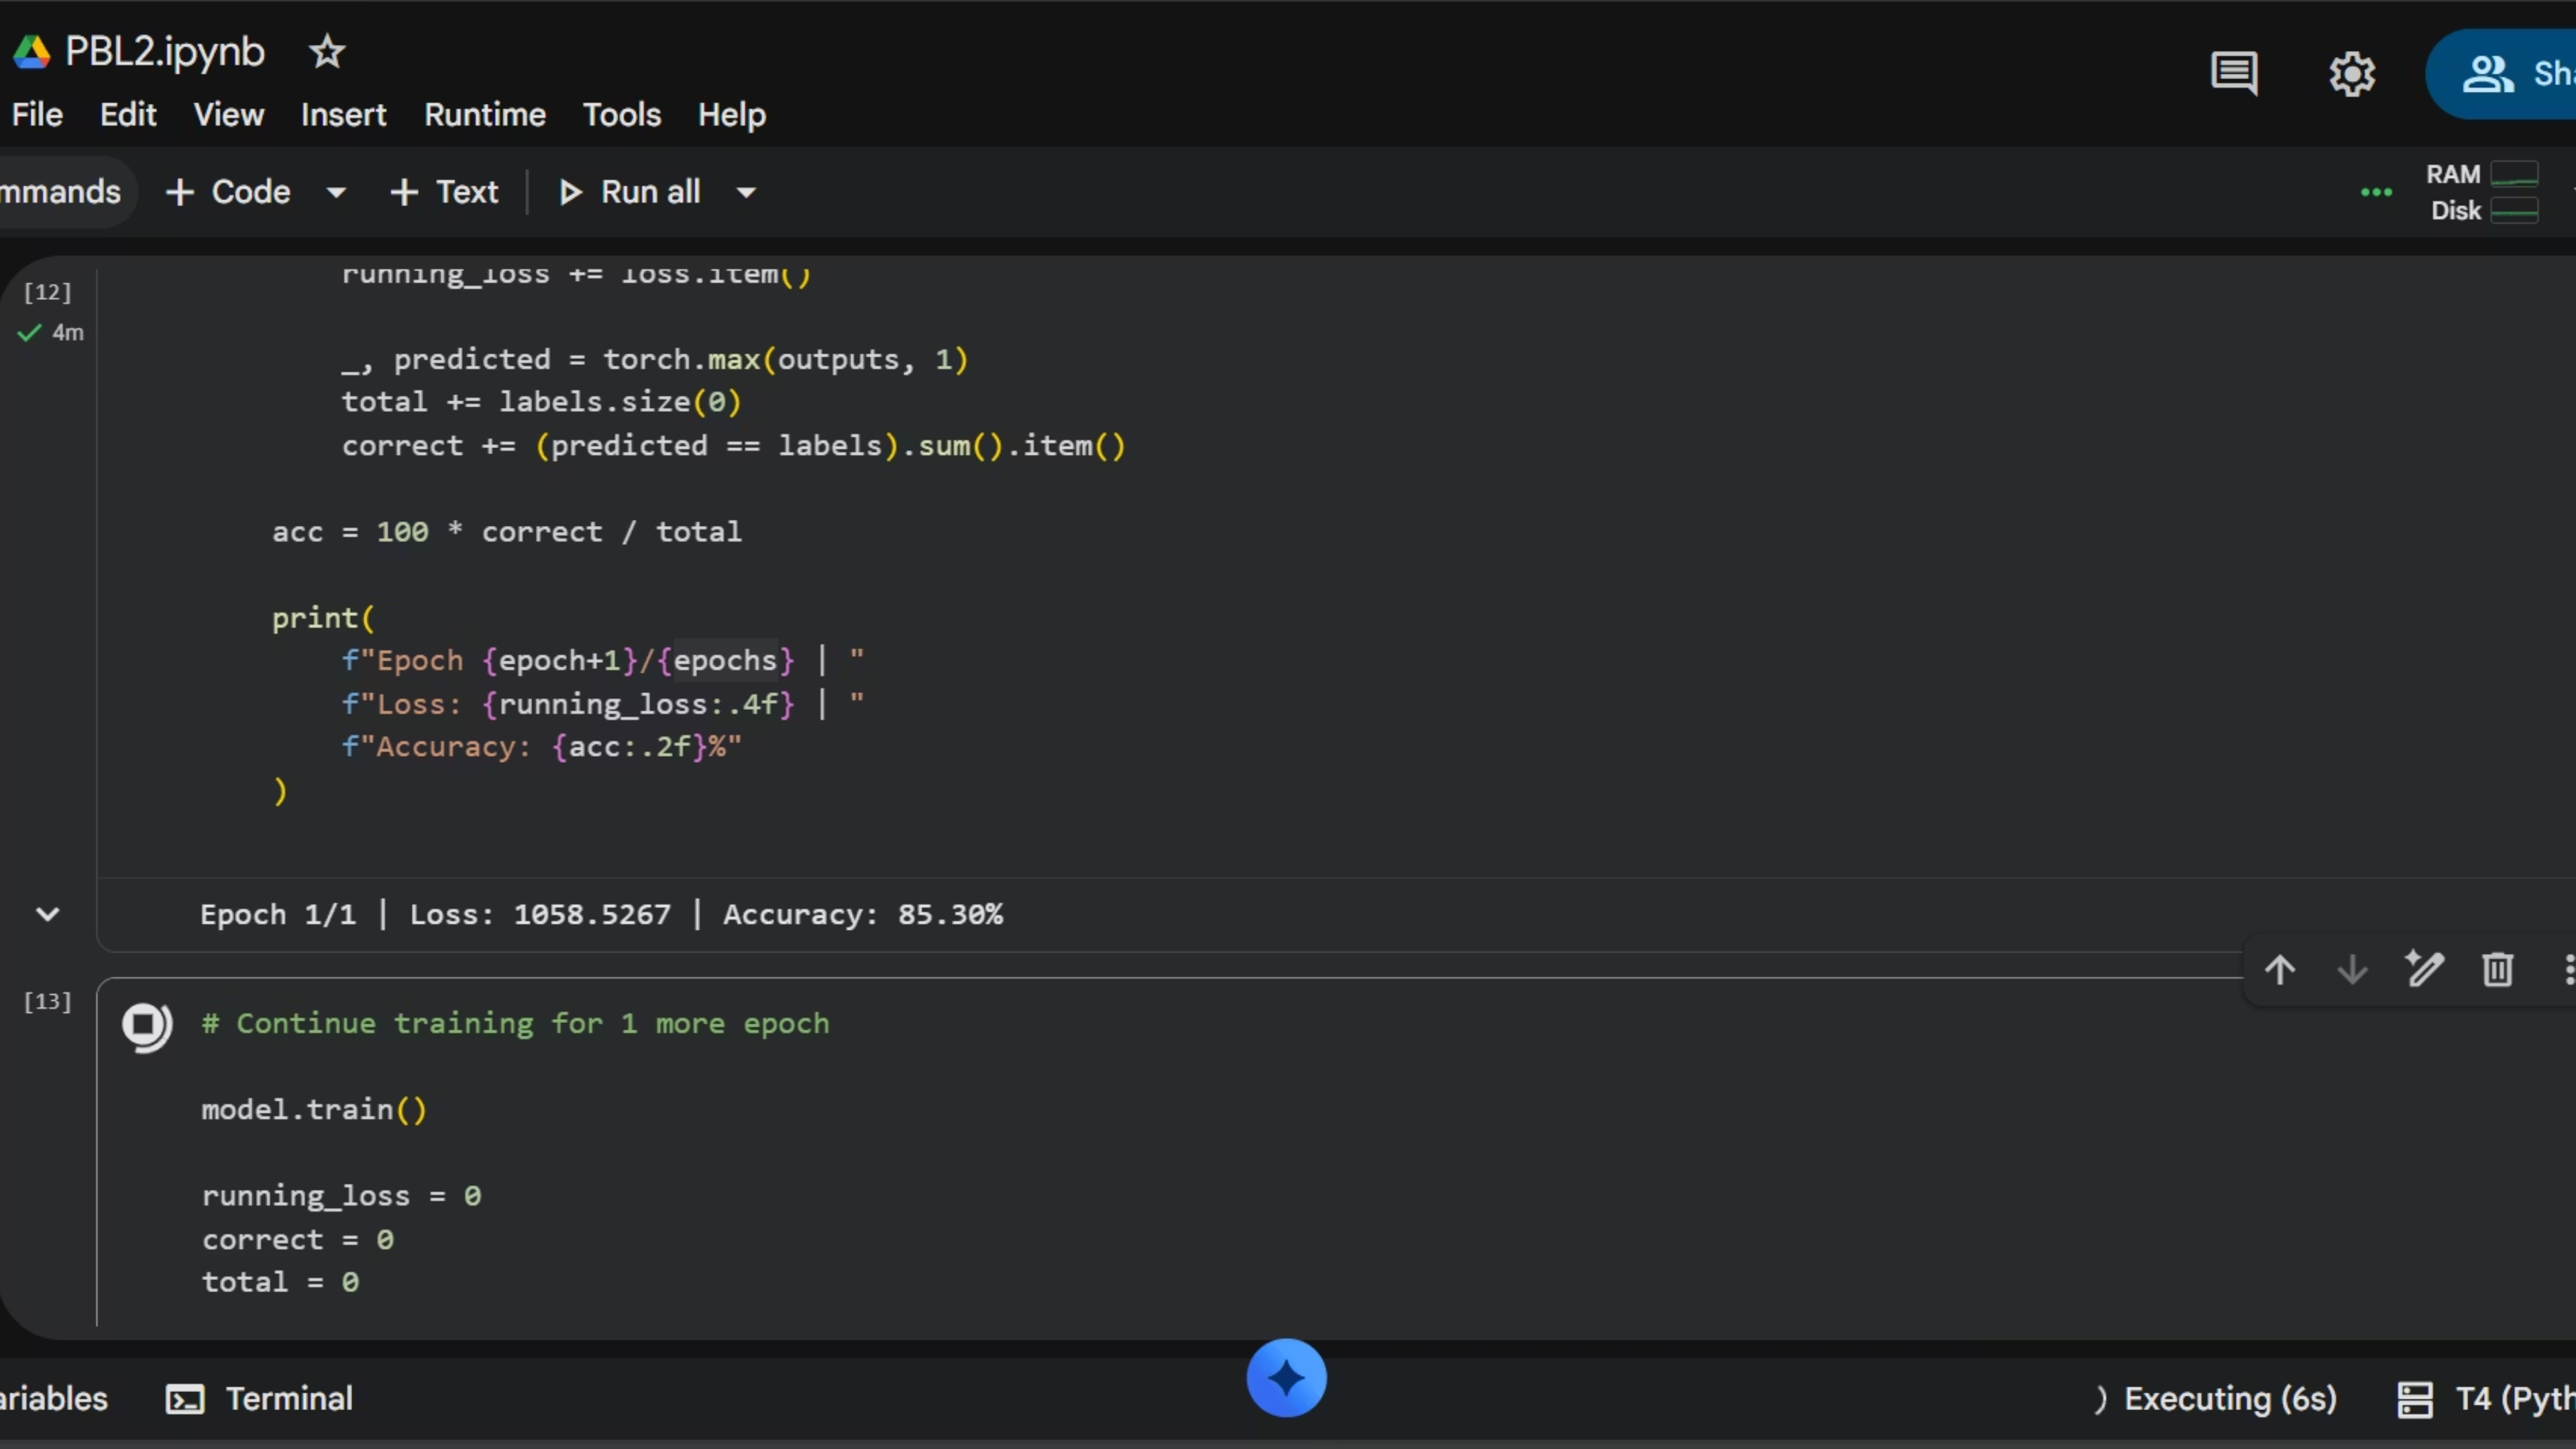 PBL2.ipynb
File Edit View Insert Runtime Tools Help
Sha
mmands + Code + Text Run all
RAM
Disk
[12]
4m
running_loss += loss.item()
_, predicted = torch.max(outputs, 1)
total += labels.size(0)
correct += (predicted == labels).sum().item()
acc = 100 * correct / total
print(
f"Epoch {epoch+1}/{epochs} | "
f"Loss: {running_loss:.4f} | "
f"Accuracy: {acc:.2f}%"
)
Epoch 1/1 | Loss: 1058.5267 | Accuracy: 85.30%
[13]
# Continue training for 1 more epoch
model.train()
running_loss = 0
correct = 0
total = 0
ariables Terminal Executing (6s) T4 (Pyth